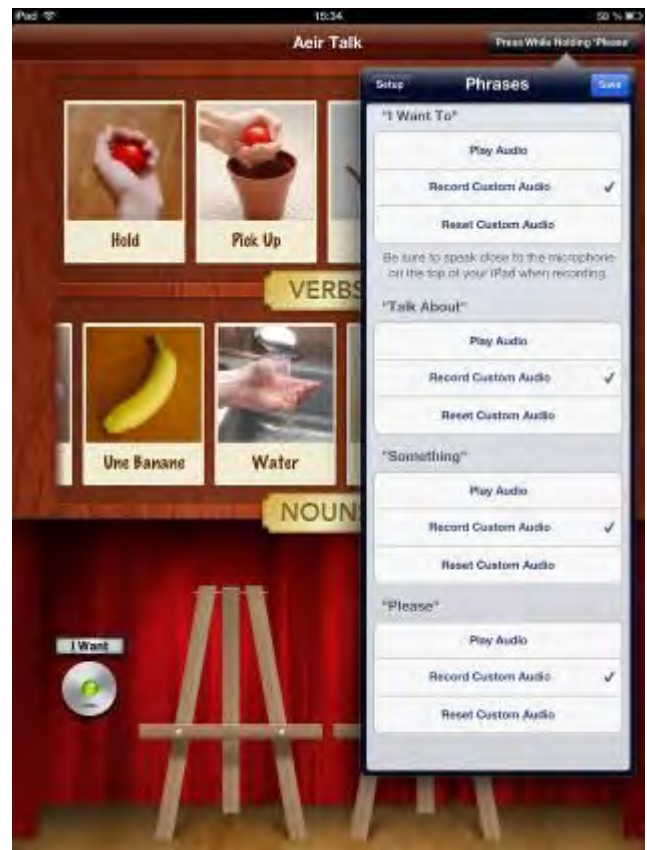 iPad
15:34
50 %
Aeir Talk
Press While Holding 'Please
Setup
Phrases
Save
Hold
Pick Up
VERBS
Une Banane
Water
NOUN
I Want
"I Want To"
Play Audio
Record Custom Audio ✓
Reset Custom Audio
Be sure to speak close to the microphone
on the top of your iPad when recording.
"Talk About"
Play Audio
Record Custom Audio ✓
Reset Custom Audio
"Something"
Play Audio
Record Custom Audio ✓
Reset Custom Audio
"Please"
Play Audio
Record Custom Audio ✓
Reset Custom Audio